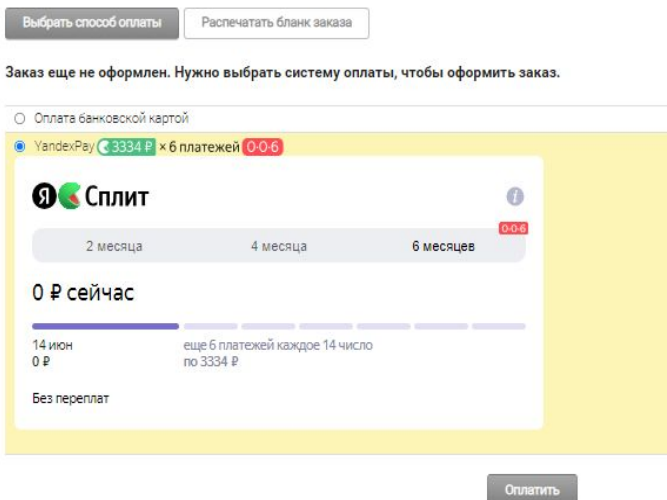 Выбрать способ оплаты Распечатать бланк заказа
Заказ еще не оформлен. Нужно выбрать систему оплаты, чтобы оформить заказ.
Оплата банковской картой
YandexPay 3334 ₽ × 6 платежей 0-0-6
Я Сплит
0-0-6
2 месяца 4 месяца 6 месяцев
0 ₽ сейчас
14 июн еще 6 платежей каждое 14 число
0 ₽ по 3334 ₽
Без переплат
Оплатить